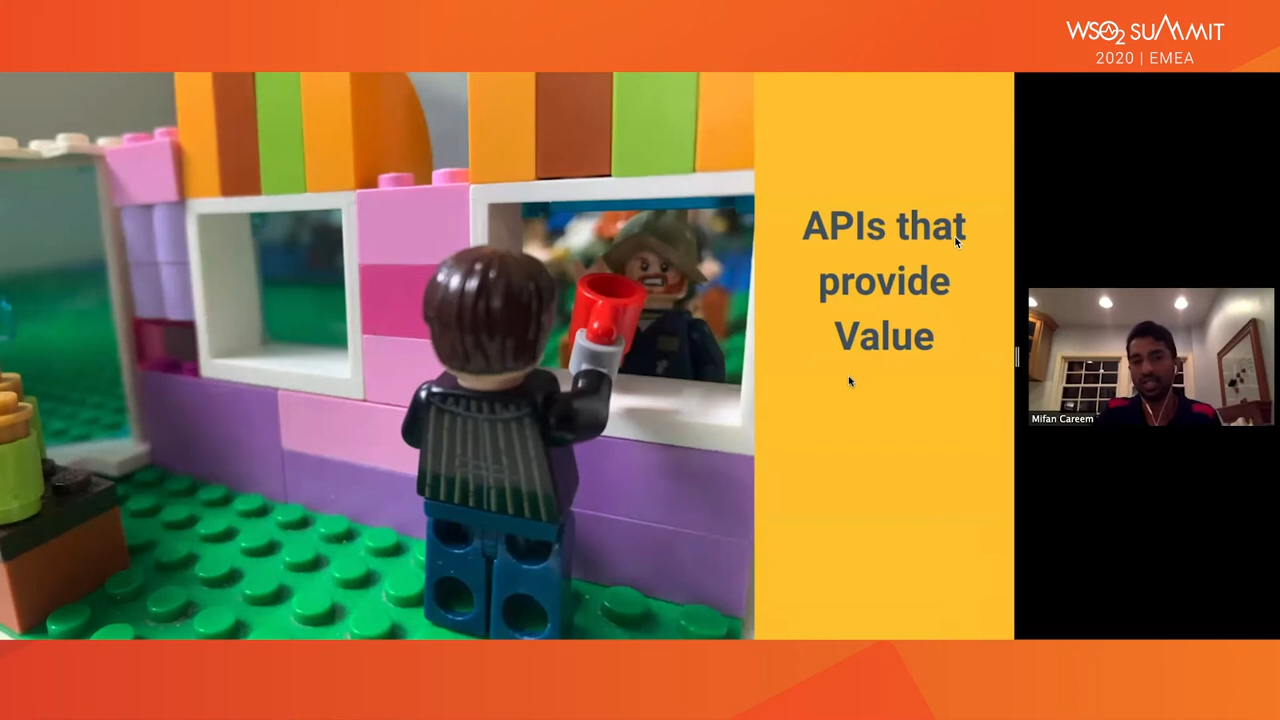 WSO2 SUMMIT
2020 | EMEA
APIs that
provide
Value
Mifan Careem